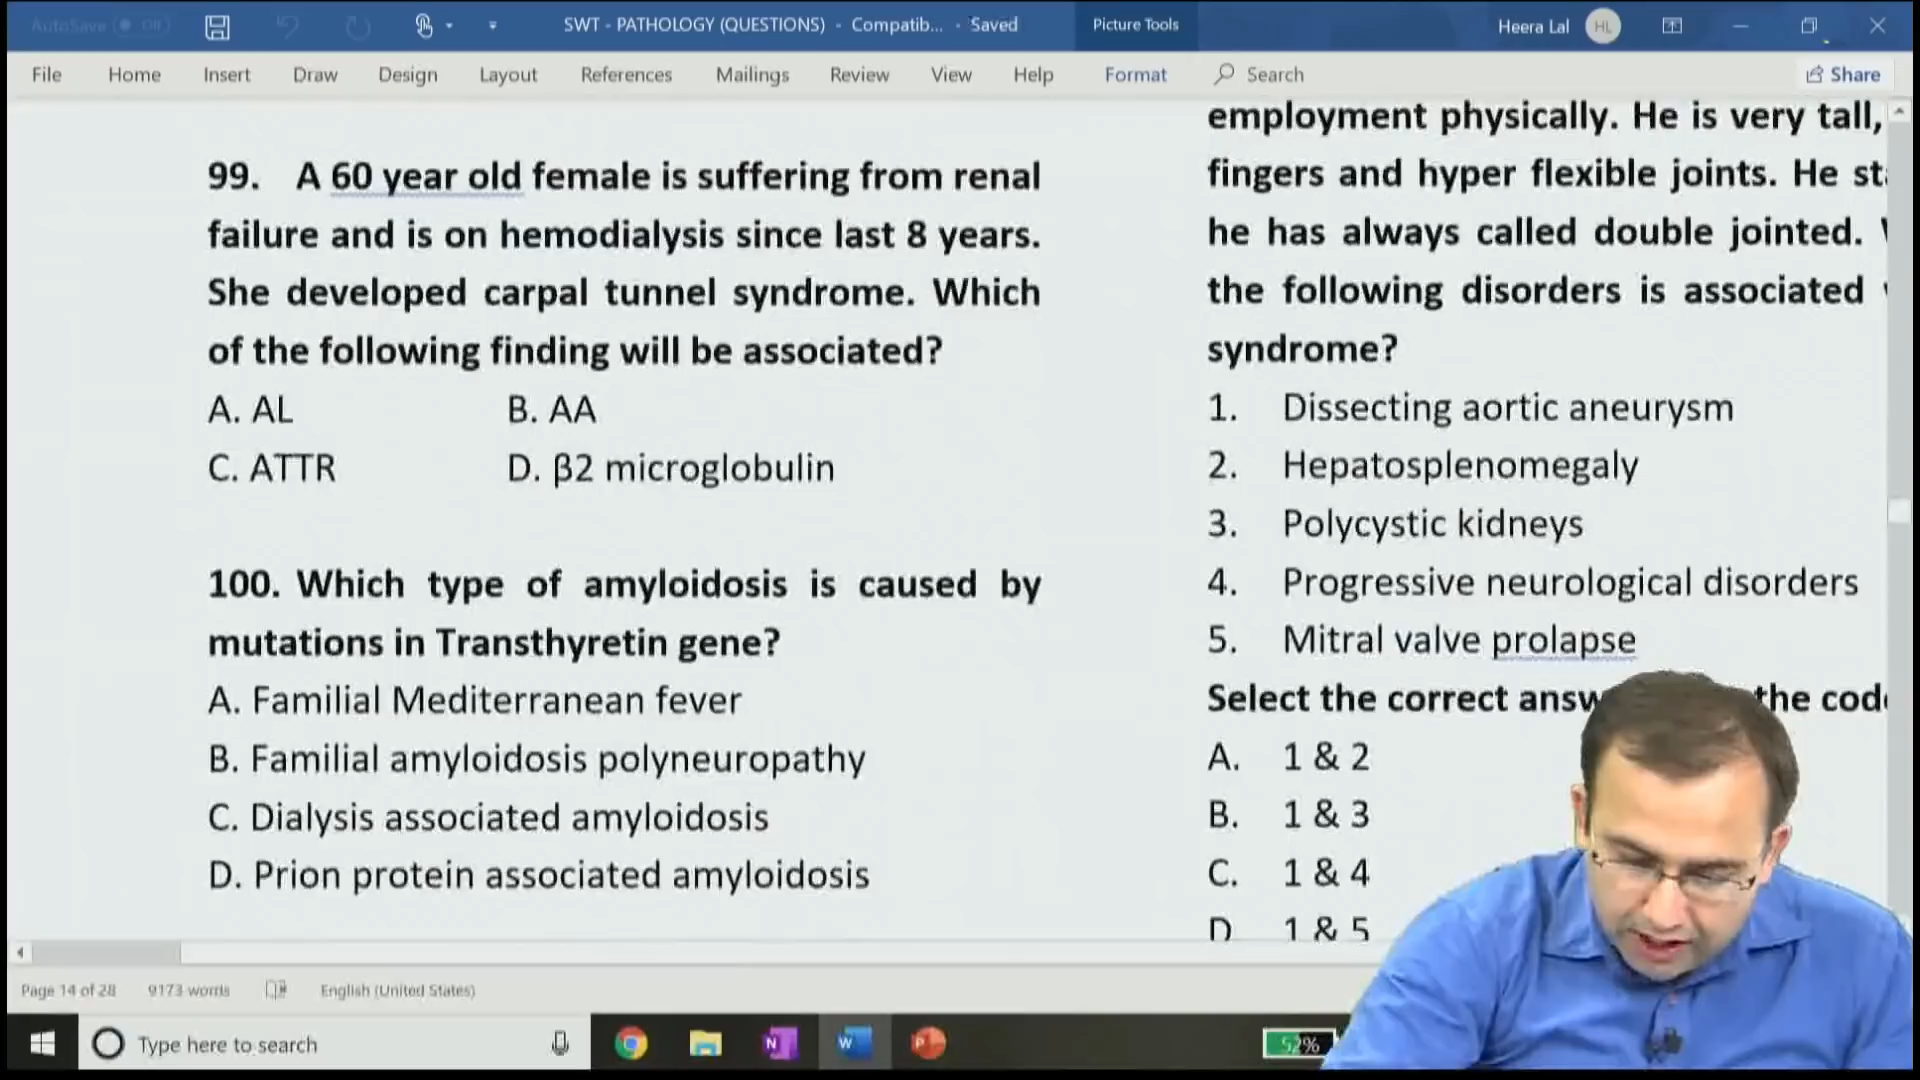 AutoSave Off
SWT - PATHOLOGY (QUESTIONS) - Compatib... - Saved
Picture Tools
Heera Lal
HL
File Home Insert Draw Design Layout References Mailings Review View Help Format Search Share
99. A 60 year old female is suffering from renal
failure and is on hemodialysis since last 8 years.
She developed carpal tunnel syndrome. Which
of the following finding will be associated?
A. AL B. AA
C. ATTR D. β2 microglobulin
100. Which type of amyloidosis is caused by
mutations in Transthyretin gene?
A. Familial Mediterranean fever
B. Familial amyloidosis polyneuropathy
C. Dialysis associated amyloidosis
D. Prion protein associated amyloidosis
employment physically. He is very tall,
fingers and hyper flexible joints. He
he has always called double jointed.
the following disorders is associated
syndrome?
1. Dissecting aortic aneurysm
2. Hepatosplenomegaly
3. Polycystic kidneys
4. Progressive neurological disorders
5. Mitral valve prolapse
Select the correct the
A. 1 & 2
B. 1 & 3
C. 1 & 4
D 1 & 5
Page 14 of 28 9173 words English (United States)
Type here to search
52%